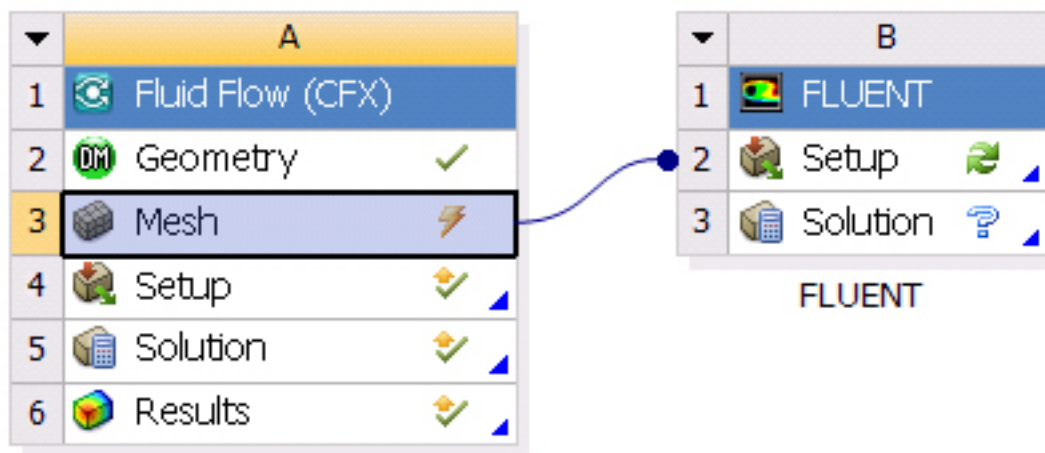 A
1 Fluid Flow (CFX)
2 DM Geometry
3 Mesh
4 Setup
5 Solution
6 Results
B
1 FLUENT
2 Setup
3 Solution ?
FLUENT